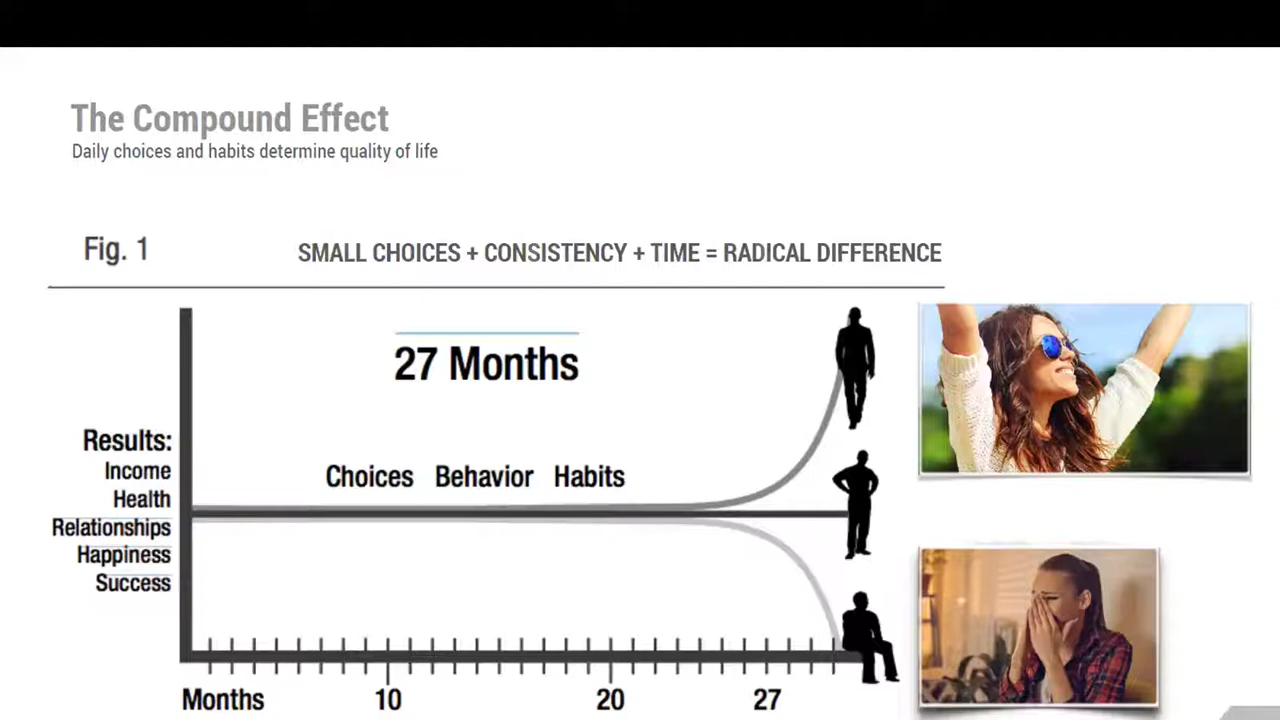 The Compound Effect
Daily choices and habits determine quality of life
Fig. 1
SMALL CHOICES + CONSISTENCY + TIME = RADICAL DIFFERENCE
27 Months
Results:
Income
Health
Relationships
Happiness
Success
Choices Behavior Habits
Months 10 20 27